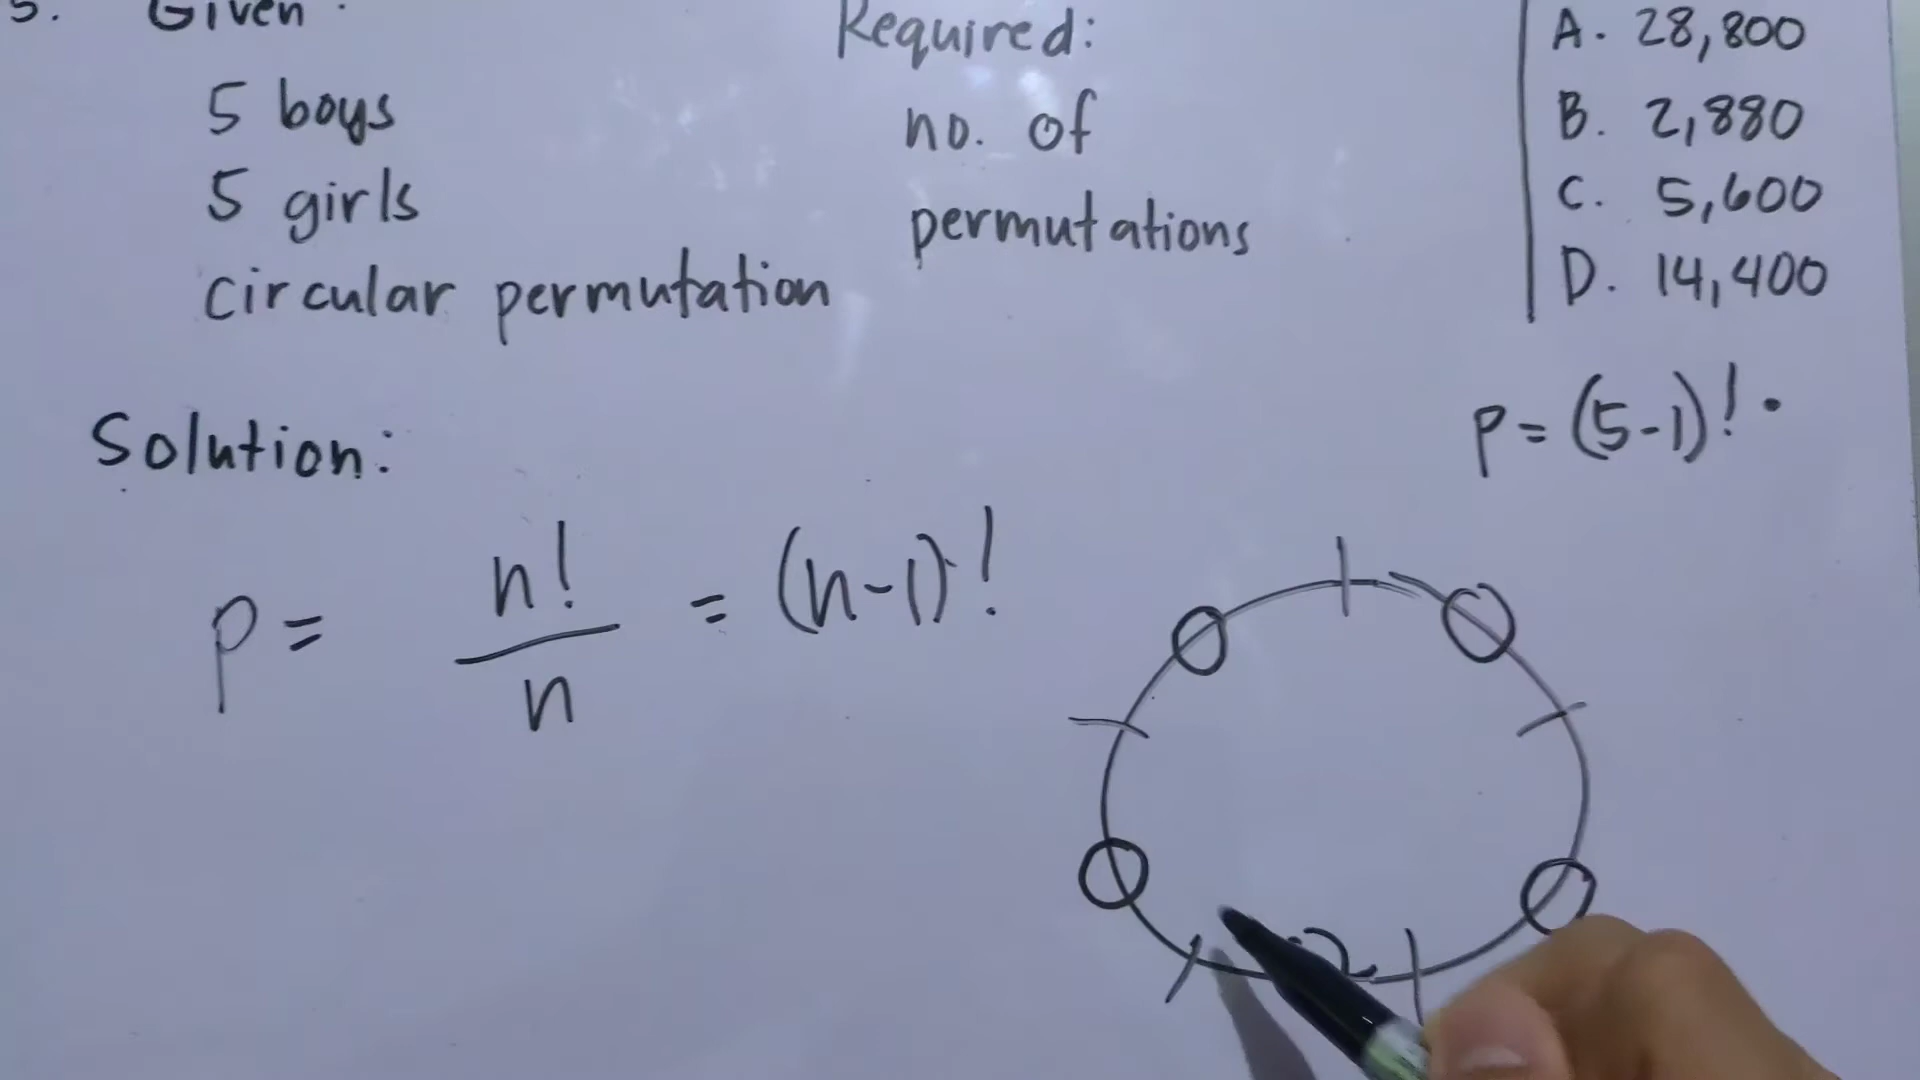 5. Given:
5 boys
5 girls
circular permutation
Required:
no. of
permutations
A. 28,800
B. 2,880
C. 5,600
D. 14,400
P = (5-1)! •
Solution:
P = n!/n = (n-1)!